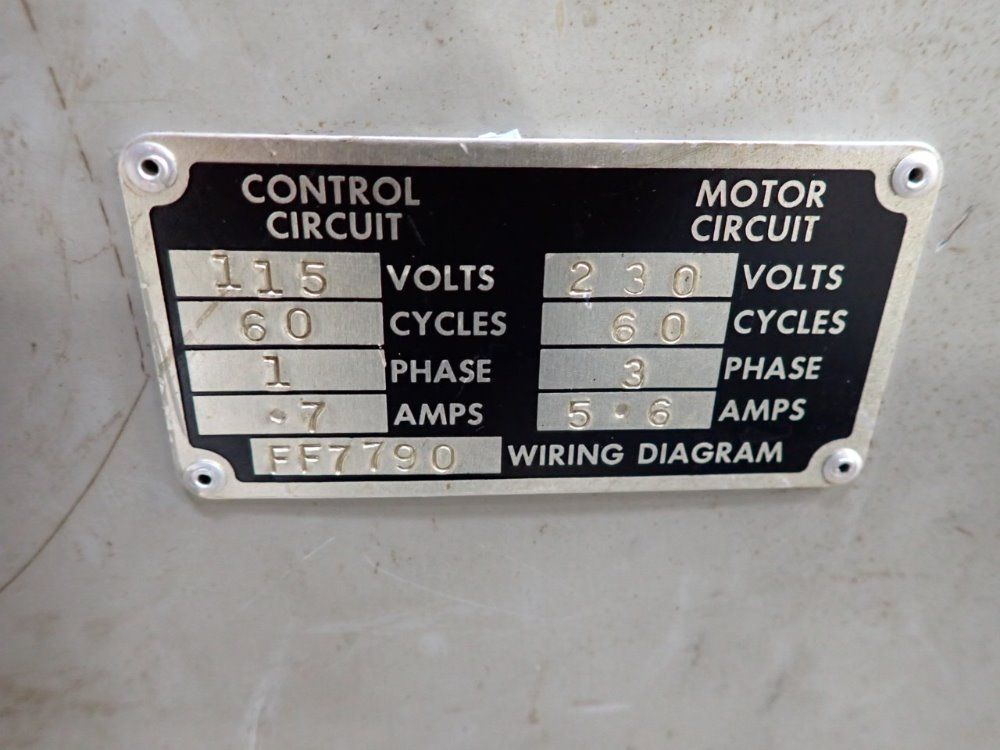 CONTROL CIRCUIT
115 VOLTS
60 CYCLES
1 PHASE
.7 AMPS
MOTOR CIRCUIT
230 VOLTS
60 CYCLES
3 PHASE
5.6 AMPS
FF7790 WIRING DIAGRAM